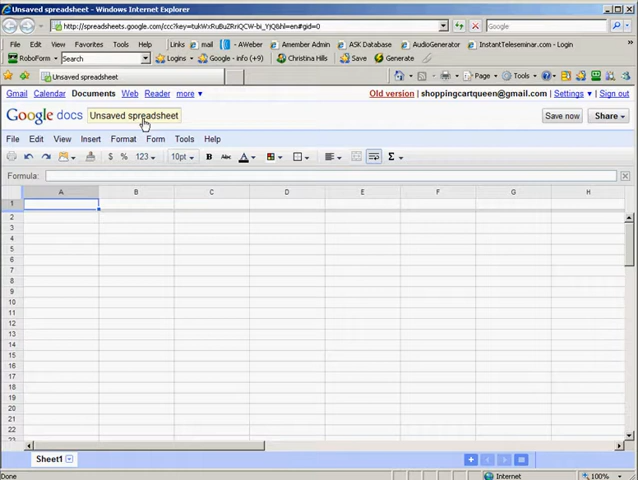 Unsaved spreadsheet - Windows Internet Explorer
http://spreadsheets.google.com/ccc?key=tukWxRuBuZRriQCW-bi_YjQ&hl=en#gid=0
Google
File Edit View Favorites Tools Help Links mail A-Weber Amember Admin ASK Database AudioGenerator InstantTeleseminar.com - Login
RoboForm Search Logins Google - info (6more) Christina Hills Save Generate
Unsaved spreadsheet Page Tools
Gmail Calendar Documents Web Reader more Old version shoppingcartqueen@gmail.com Settings Sign out
Google docs Unsaved spreadsheet Save now Share
File Edit View Insert Format Form Tools Help
$ % 123 10pt B Abc A Σ
Formula:
A B C D E F G H
1
2
3
4
5
6
7
8
9
10
11
12
13
14
15
16
17
18
19
20
21
22
23
Sheet1
Done Internet 100%